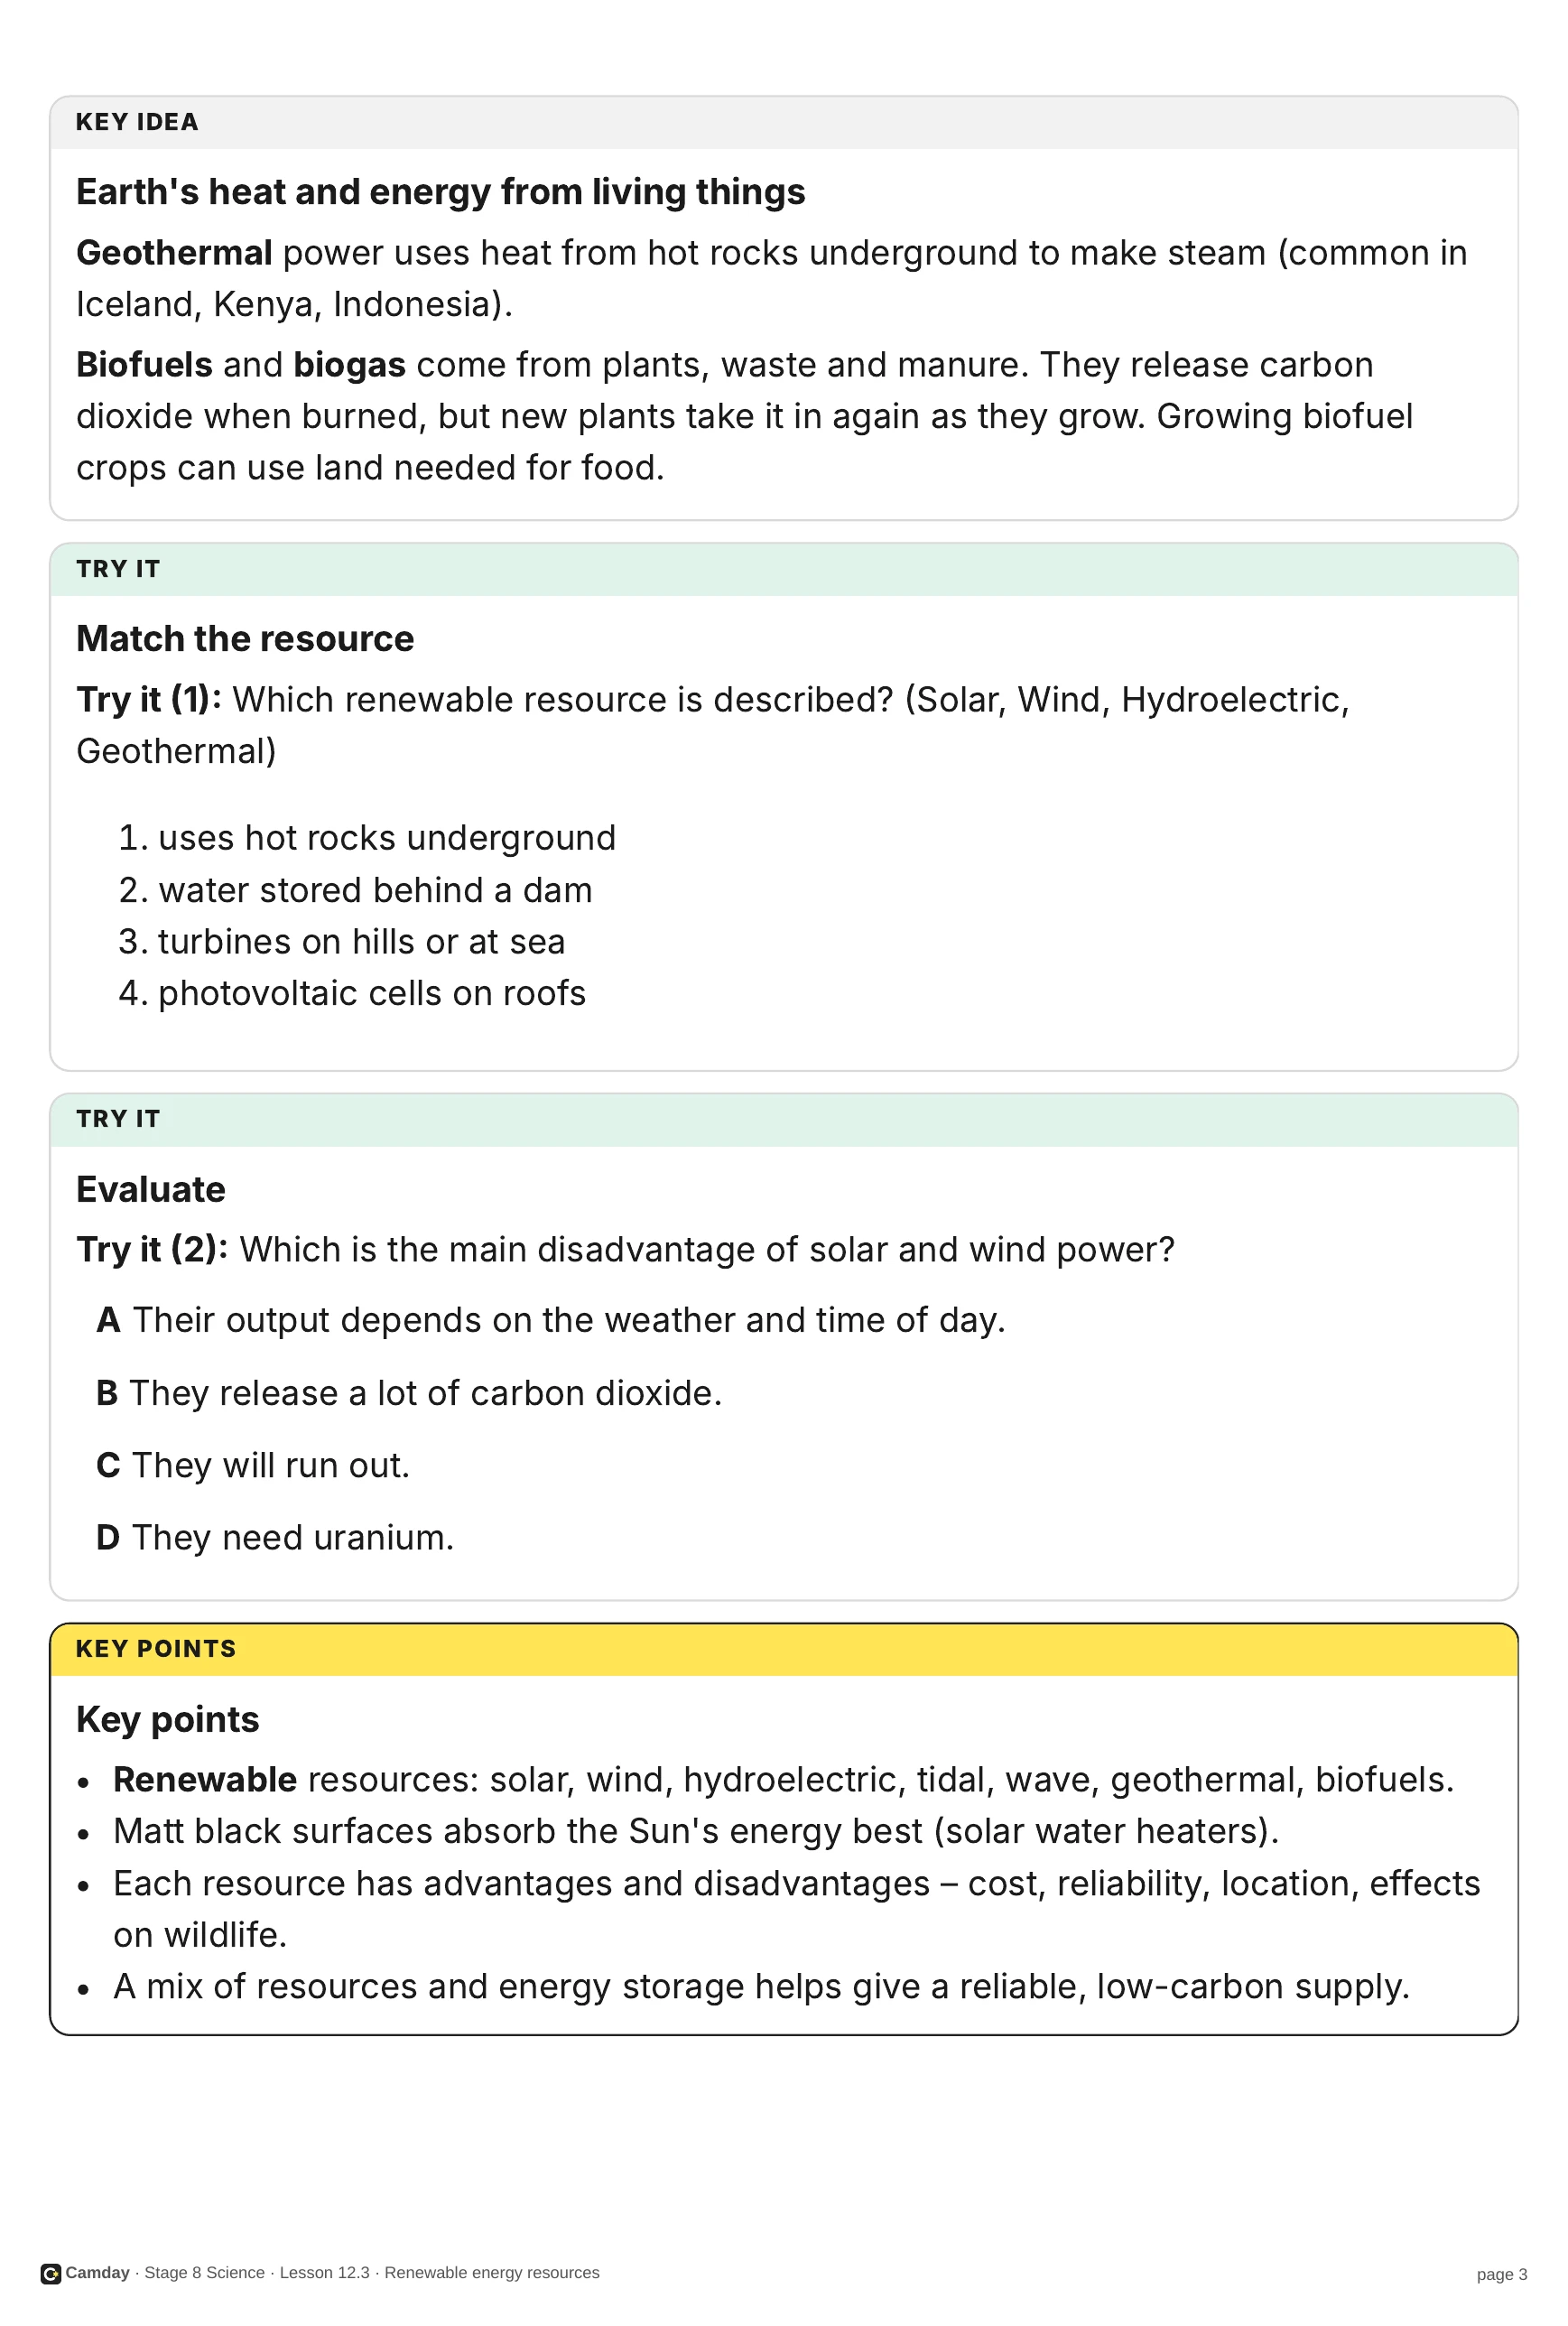 KEY IDEA
Earth's heat and energy from living things
Geothermal power uses heat from hot rocks underground to make steam (common in
Iceland, Kenya, Indonesia).
Biofuels and biogas come from plants, waste and manure. They release carbon
dioxide when burned, but new plants take it in again as they grow. Growing biofuel
crops can use land needed for food.
TRY IT
Match the resource
Try it (1): Which renewable resource is described? (Solar, Wind, Hydroelectric,
Geothermal)
1. uses hot rocks underground
2. water stored behind a dam
3. turbines on hills or at sea
4. photovoltaic cells on roofs
TRY IT
Evaluate
Try it (2): Which is the main disadvantage of solar and wind power?
A Their output depends on the weather and time of day.
B They release a lot of carbon dioxide.
C They will run out.
D They need uranium.
KEY POINTS
Key points
• Renewable resources: solar, wind, hydroelectric, tidal, wave, geothermal, biofuels.
• Matt black surfaces absorb the Sun's energy best (solar water heaters).
• Each resource has advantages and disadvantages – cost, reliability, location, effects
on wildlife.
• A mix of resources and energy storage helps give a reliable, low-carbon supply.
Camday · Stage 8 Science · Lesson 12.3 · Renewable energy resources
page 3